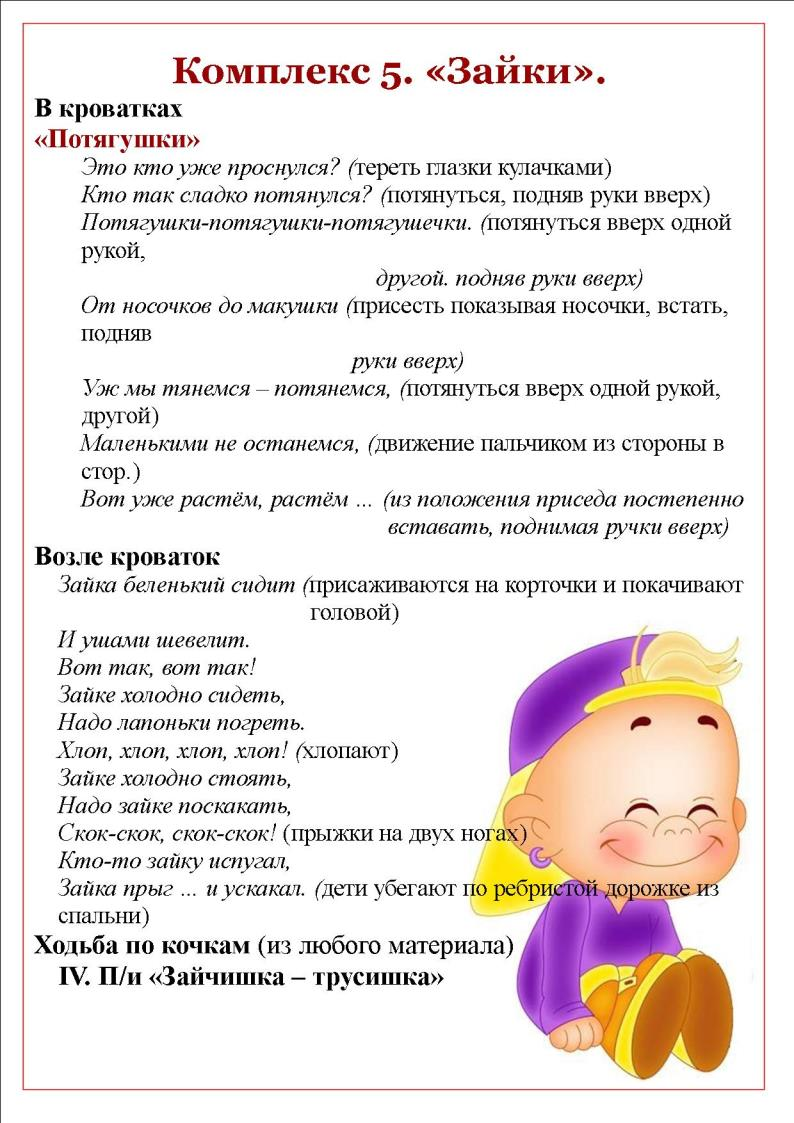 Комплекс 5. «Зайки».
В кроватках
«Потягушки»
Это кто уже проснулся? (тереть глазки кулачками)
Кто так сладко потянулся? (потянуться, подняв руки вверх)
Потягушки-потягушки-потягушечки. (потянуться вверх одной
рукой,
другой. подняв руки вверх)
От носочков до макушки (присесть показывая носочки, встать,
подняв
руки вверх)
Уж мы тянемся – потянемся, (потянуться вверх одной рукой,
другой)
Маленькими не останемся, (движение пальчиком из стороны в
стор.)
Вот уже растём, растём ... (из положения приседа постепенно
вставать, поднимая ручки вверх)
Возле кроваток
Зайка беленький сидит (присаживаются на корточки и покачивают
головой)
И ушами шевелит.
Вот так, вот так!
Зайке холодно сидеть,
Надо лапоньки погреть.
Хлоп, хлоп, хлоп, хлоп! (хлопают)
Зайке холодно стоять,
Надо зайке поскакать,
Скок-скок, скок-скок! (прыжки на двух ногах)
Кто-то зайку испугал,
Зайка прыг ... и ускакал. (дети убегают по ребристой дорожке из
спальни)
Ходьба по кочкам (из любого материала)
IV. П/и «Зайчишка – трусишка»